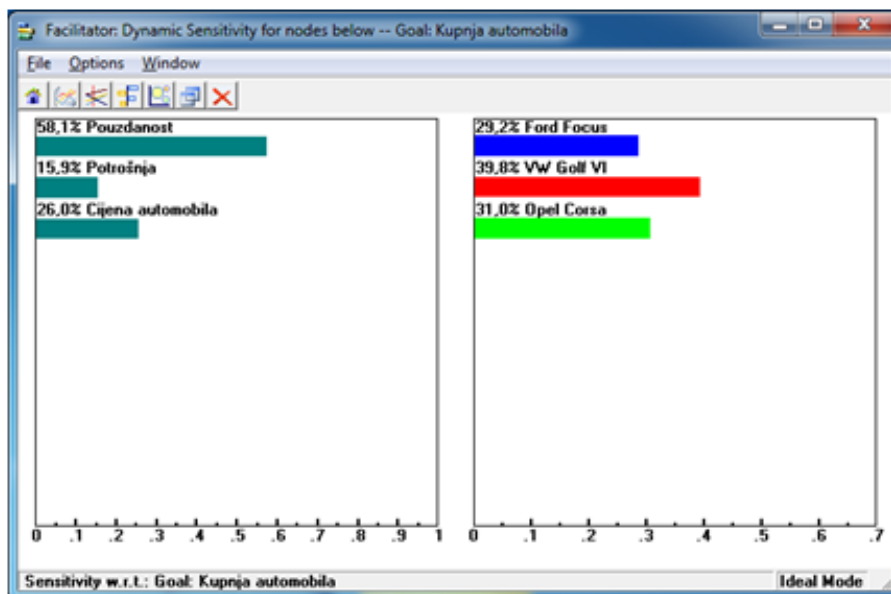 Facilitator: Dynamic Sensitivity for nodes below -- Goal: Kupnja automobila
File Options Window
58,1% Pouzdanost
15,9% Potrošnja
26,0% Cijena automobila
0 .1 .2 .3 .4 .5 .6 .7 .8 .9 1
29,2% Ford Focus
39,8% VW Golf VI
31,0% Opel Corsa
0 .1 .2 .3 .4 .5 .6 .7
Sensitivity w.r.t.: Goal: Kupnja automobila
Ideal Mode